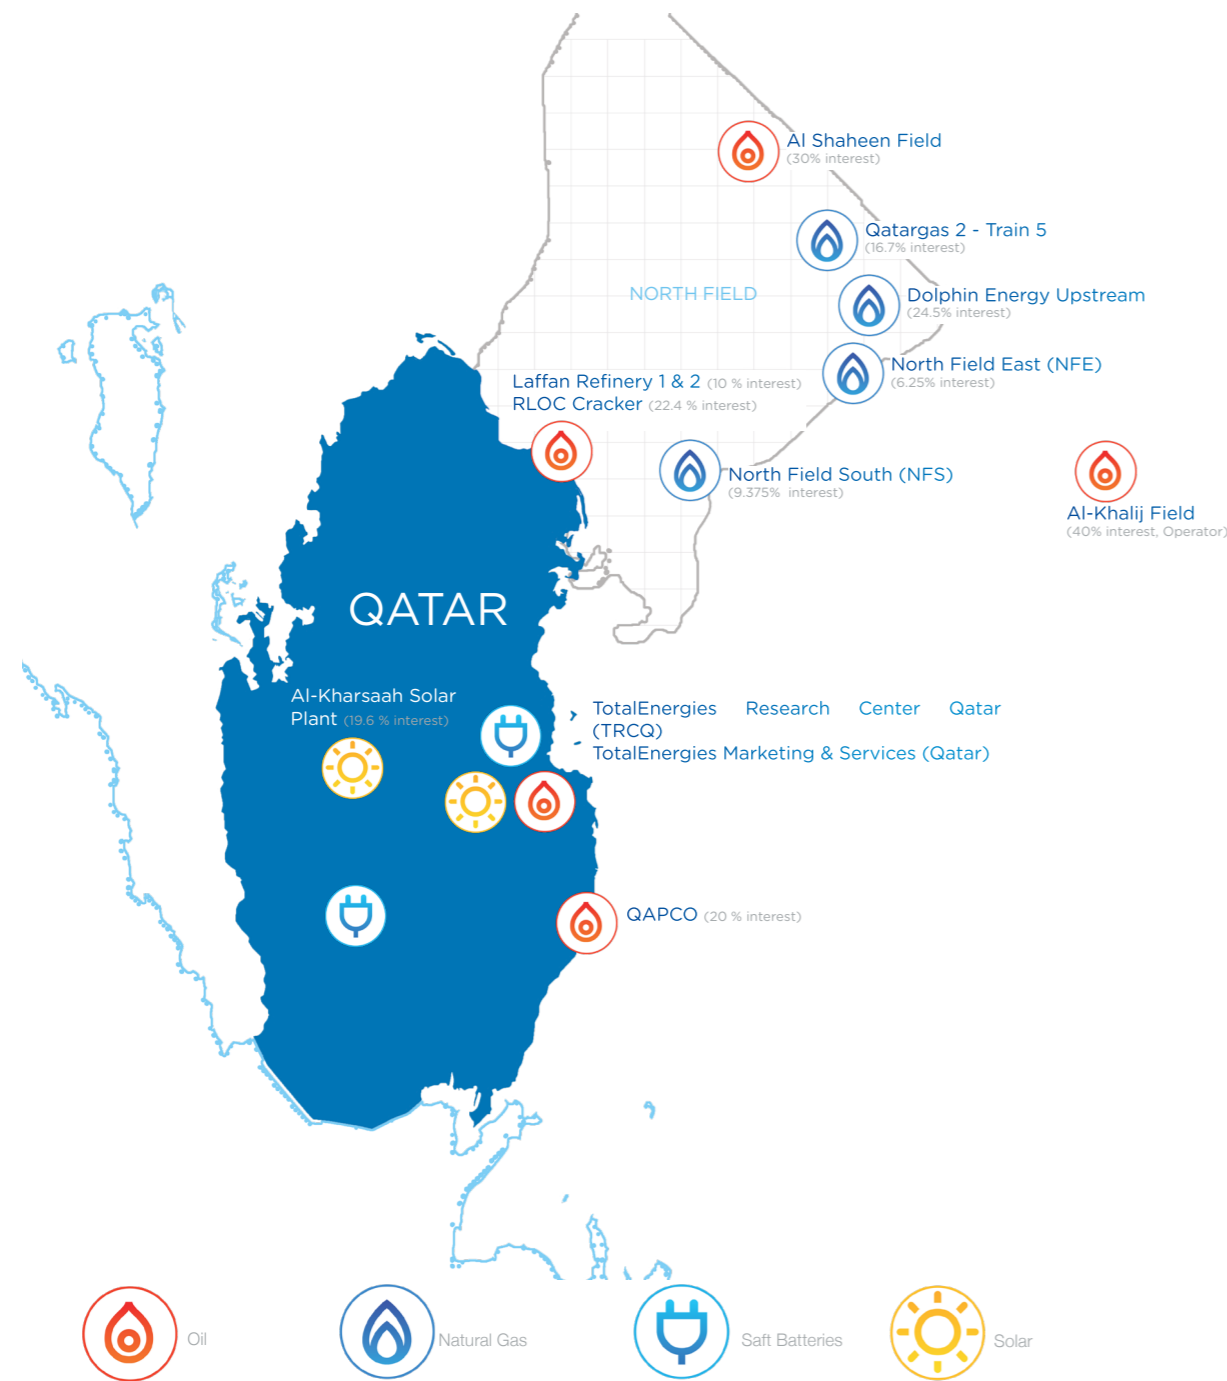 Al Shaheen Field
(30% interest)
Qatargas 2 - Train 5
(16.7% interest)
NORTH FIELD
Dolphin Energy Upstream
(24.5% interest)
North Field East (NFE)
(6.25% interest)
Laffan Refinery 1 & 2 (10 % interest)
RLOC Cracker (22.4 % interest)
North Field South (NFS)
(9.375% interest)
Al-Khalij Field
(40% interest, Operator)
QATAR
Al-Kharsaah Solar
Plant (19.6 % interest)
TotalEnergies Research Center Qatar
(TRCQ)
TotalEnergies Marketing & Services (Qatar)
QAPCO (20 % interest)
Oil
Natural Gas
Saft Batteries
Solar